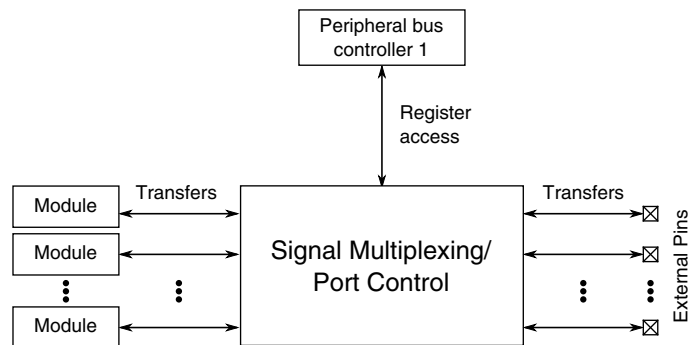 Peripheral bus
controller 1
Register
access
Transfers
Transfers
Module
Module
Module
Signal Multiplexing/
Port Control
External Pins